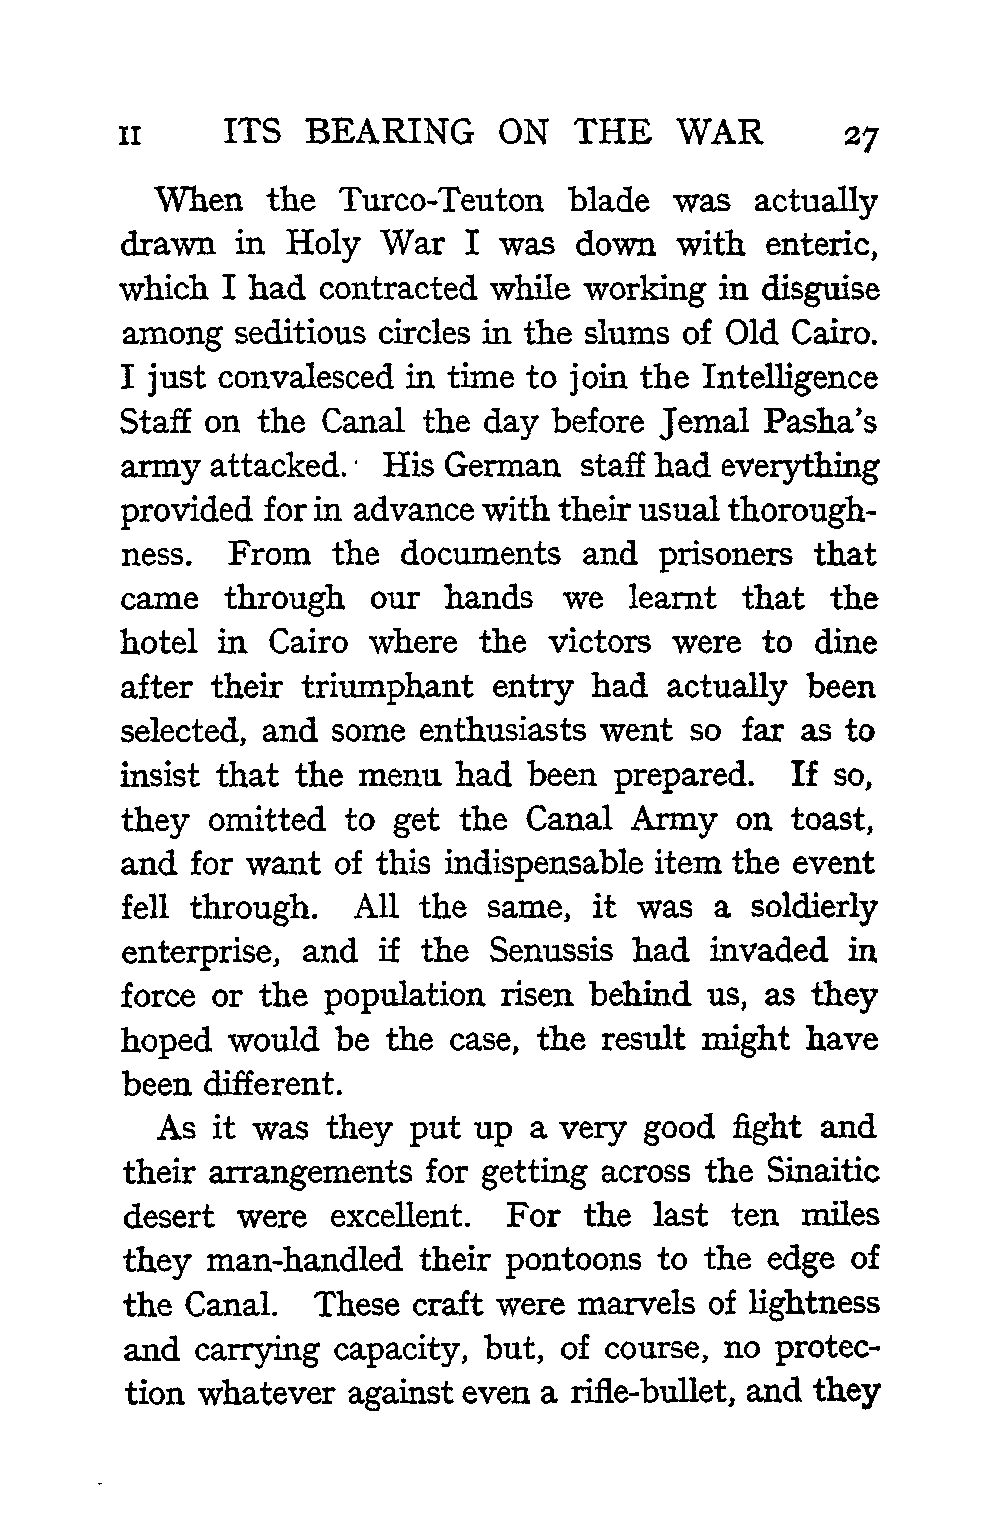 II ITS BEARING ON THE WAR 27
When the Turco-Teuton blade was actually
drawn in Holy War I was down with enteric,
which I had contracted while working in disguise
among seditious circles in the slums of Old Cairo.
I just convalesced in time to join the Intelligence
Staff on the Canal the day before Jemal Pasha's
army attacked. His German staff had everything
provided for in advance with their usual thorough-
ness. From the documents and prisoners that
came through our hands we learnt that the
hotel in Cairo where the victors were to dine
after their triumphant entry had actually been
selected, and some enthusiasts went so far as to
insist that the menu had been prepared. If so,
they omitted to get the Canal Army on toast,
and for want of this indispensable item the event
fell through. All the same, it was a soldierly
enterprise, and if the Senussis had invaded in
force or the population risen behind us, as they
hoped would be the case, the result might have
been different.
As it was they put up a very good fight and
their arrangements for getting across the Sinaitic
desert were excellent. For the last ten miles
they man-handled their pontoons to the edge of
the Canal. These craft were marvels of lightness
and carrying capacity, but, of course, no protec-
tion whatever against even a rifle-bullet, and they